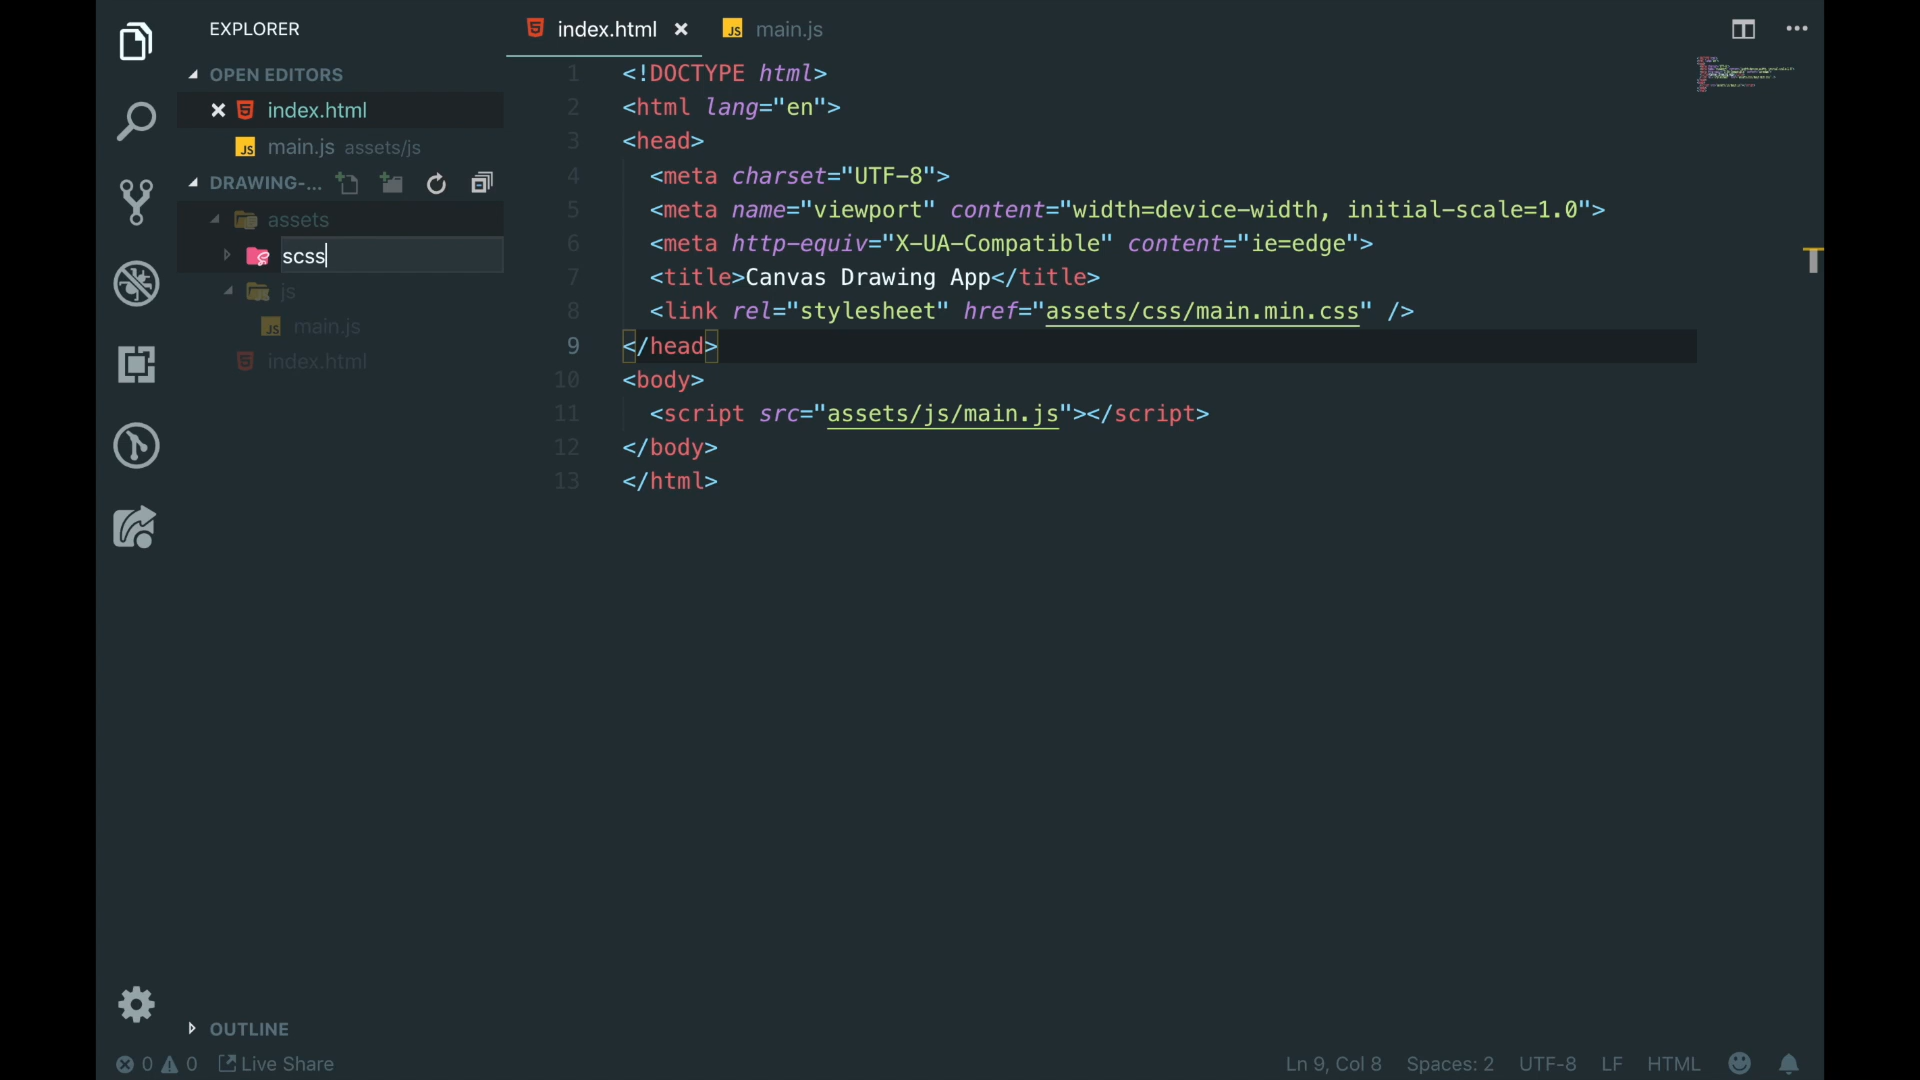 EXPLORER
OPEN EDITORS
index.html
main.js assets/js
DRAWING-...
assets
scss
js
main.js
index.html
OUTLINE
index.html
main.js
1 <!DOCTYPE html>
2 <html lang="en">
3 <head>
4 <meta charset="UTF-8">
5 <meta name="viewport" content="width=device-width, initial-scale=1.0">
6 <meta http-equiv="X-UA-Compatible" content="ie=edge">
7 <title>Canvas Drawing App</title>
8 <link rel="stylesheet" href="assets/css/main.min.css" />
9 </head>
10 <body>
11 <script src="assets/js/main.js"></script>
12 </body>
13 </html>
0 0 Live Share
Ln 9, Col 8 Spaces: 2 UTF-8 LF HTML